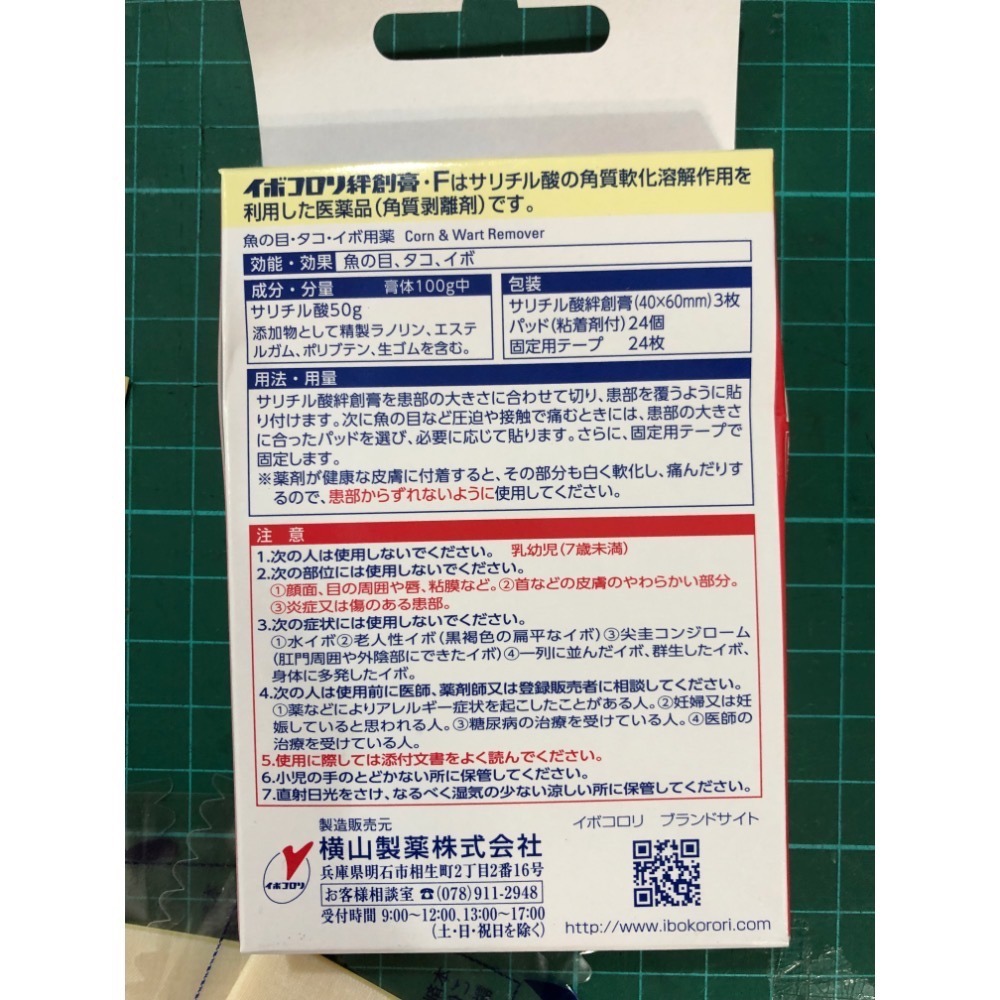 イボコロリ絆創膏・Fはサリチル酸の角質軟化溶解作用を
利用した医薬品(角質剥離剤)です。
魚の目・タコ・イボ用薬 Corn & Wart Remover
効能・効果 魚の目、タコ、イボ
成分・分量 膏体100g中
サリチル酸50g
添加物として精製ラノリン、エステ
ルガム、ポリブテン、生ゴムを含む。
包装
サリチル酸絆創膏(40×60mm)3枚
パッド(粘着剤付)24個
固定用テープ 24枚
用法・用量
サリチル酸絆創膏を患部の大きさに合わせて切り、患部を覆うように貼
り付けます。次に魚の目など圧迫や接触で痛むときには、患部の大きさ
に合ったパッドを選び、必要に応じて貼ります。さらに、固定用テープで
固定します。
※薬剤が健康な皮膚に付着すると、その部分も白く軟化し、痛んだりす
るので、患部からずれないように使用してください。
注 意
1.次の人は使用しないでください。 乳幼児(7歳未満)
2.次の部位には使用しないでください。
①顔面、目の周囲や唇、粘膜など。②首などの皮膚のやわらかい部分。
③炎症又は傷のある患部。
3.次の症状には使用しないでください。
①水イボ②老人性イボ(黒褐色の扁平なイボ)③尖圭コンジローム
(肛門周囲や外陰部にできたイボ)④一列に並んだイボ、群生したイボ、
身体に多発したイボ。
4.次の人は使用前に医師、薬剤師又は登録販売者に相談してください。
①薬などによりアレルギー症状を起こしたことがある人。②妊婦又は妊
娠していると思われる人。③糖尿病の治療を受けている人。④医師の
治療を受けている人。
5.使用に際しては添付文書をよく読んでください。
6.小児の手のとどかない所に保管してください。
7.直射日光をさけ、なるべく湿気の少ない涼しい所に保管してください。
イボコロリ
製造販売元
横山製薬株式会社
兵庫県明石市相生町2丁目2番16号
お客様相談室 ☎(078)911-2948
受付時間 9:00~12:00、13:00~17:00
(土・日・祝日を除く)
イボコロリ ブランドサイト
http://www.ibokorori.com